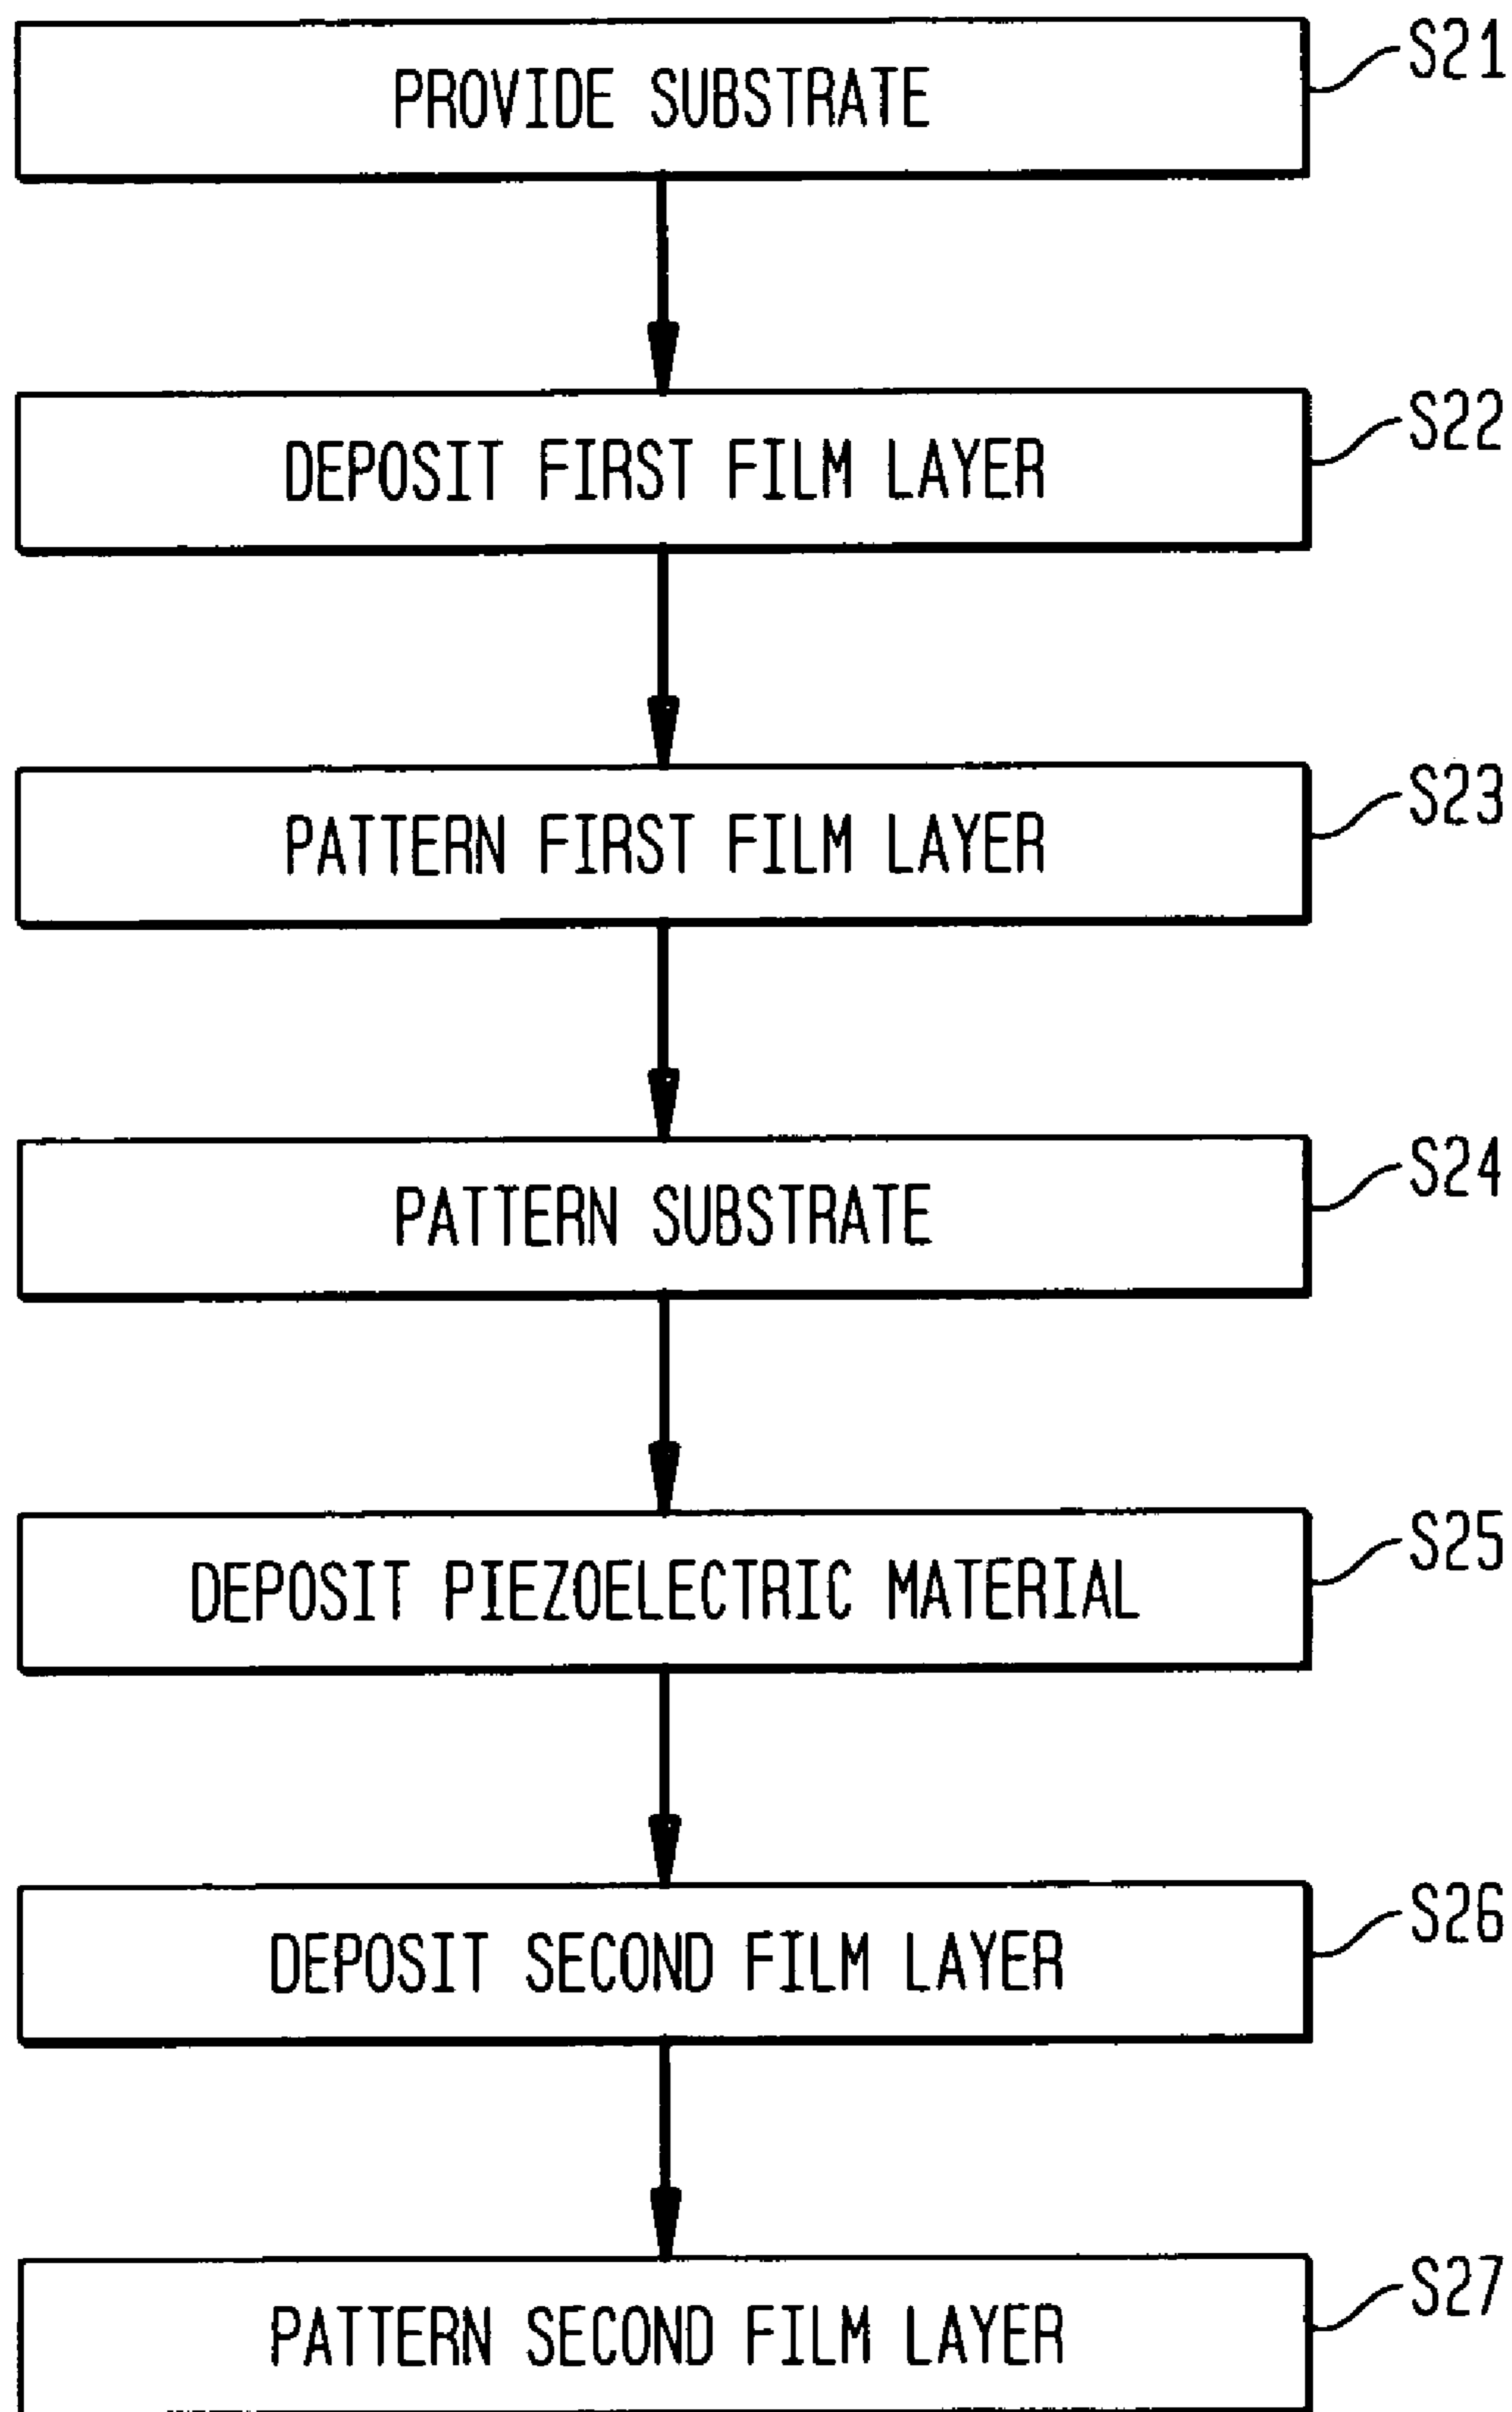 PROVIDE SUBSTRATE
S21
DEPOSIT FIRST FILM LAYER
S22
PATTERN FIRST FILM LAYER
S23
PATTERN SUBSTRATE
S24
DEPOSIT PIEZOELECTRIC MATERIAL
S25
DEPOSIT SECOND FILM LAYER
S26
PATTERN SECOND FILM LAYER
S27